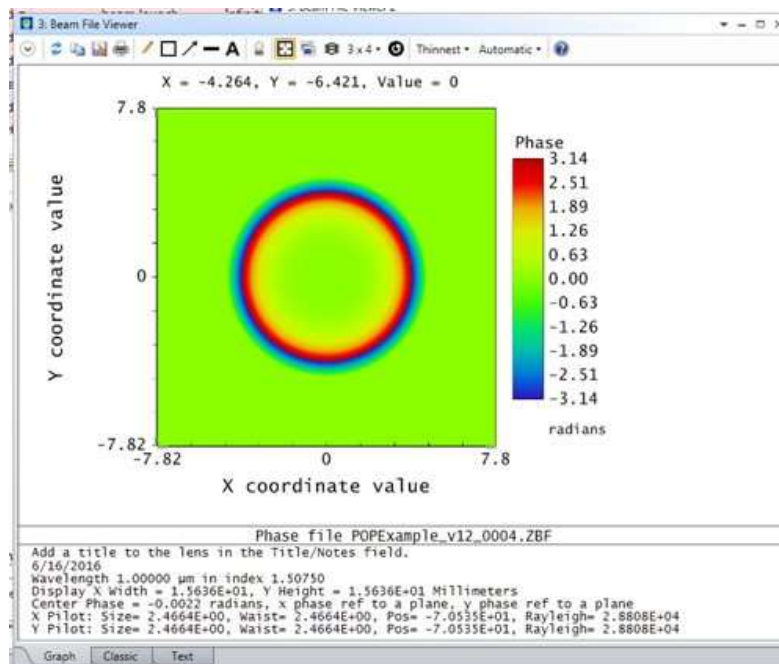 3: Beam File Viewer
A
3 x 4
Thinnest
Automatic
X = -4.264, Y = -6.421, Value = 0
7.8
Y coordinate value
0
-7.82
-7.82
0
7.8
X coordinate value
Phase
3.14
2.51
1.89
1.26
0.63
0.00
-0.63
-1.26
-1.89
-2.51
-3.14
radians
Phase file POPExample_v12_0004.ZBF
Add a title to the lens in the Title/Notes field.
6/16/2016
Wavelength 1.00000 µm in index 1.50750
Display X Width = 1.5636E+01, Y Height = 1.5636E+01 Millimeters
Center Phase = -0.0022 radians, x phase ref to a plane, y phase ref to a plane
X Pilot: Size= 2.4664E+00, Waist= 2.4664E+00, Pos= -7.0535E+01, Rayleigh= 2.8808E+04
Y Pilot: Size= 2.4664E+00, Waist= 2.4664E+00, Pos= -7.0535E+01, Rayleigh= 2.8808E+04
Graph
Classic
Text